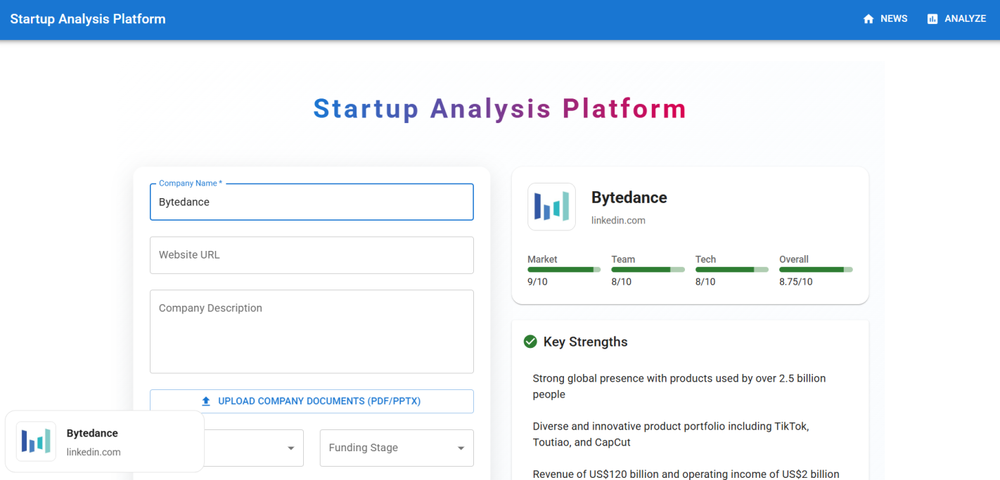 Startup Analysis Platform
NEWS
ANALYZE
Startup Analysis Platform
Company Name *
Bytedance
Website URL
Company Description
UPLOAD COMPANY DOCUMENTS (PDF/PPTX)
Funding Stage
Bytedance
linkedin.com
Bytedance
linkedin.com
Market
9/10
Team
8/10
Tech
8/10
Overall
8.75/10
Key Strengths
Strong global presence with products used by over 2.5 billion
people
Diverse and innovative product portfolio including TikTok,
Toutiao, and CapCut
Revenue of US$120 billion and operating income of US$2 billion